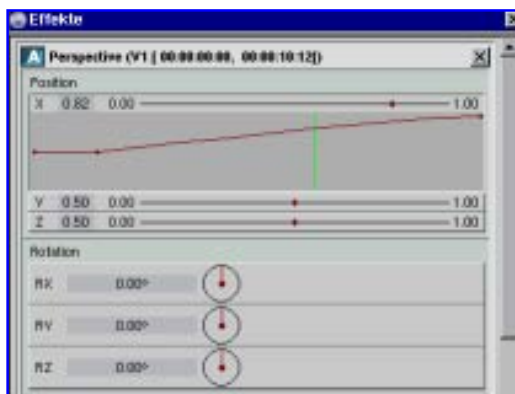 Effekte
Perspective (V1 [ 00:00:00:00, 00:00:10:12[)
Position
X 0.82 0.00 1.00
Y 0.50 0.00 1.00
Z 0.50 0.00 1.00
Rotation
RX 0.00°
RY 0.00°
RZ 0.00°